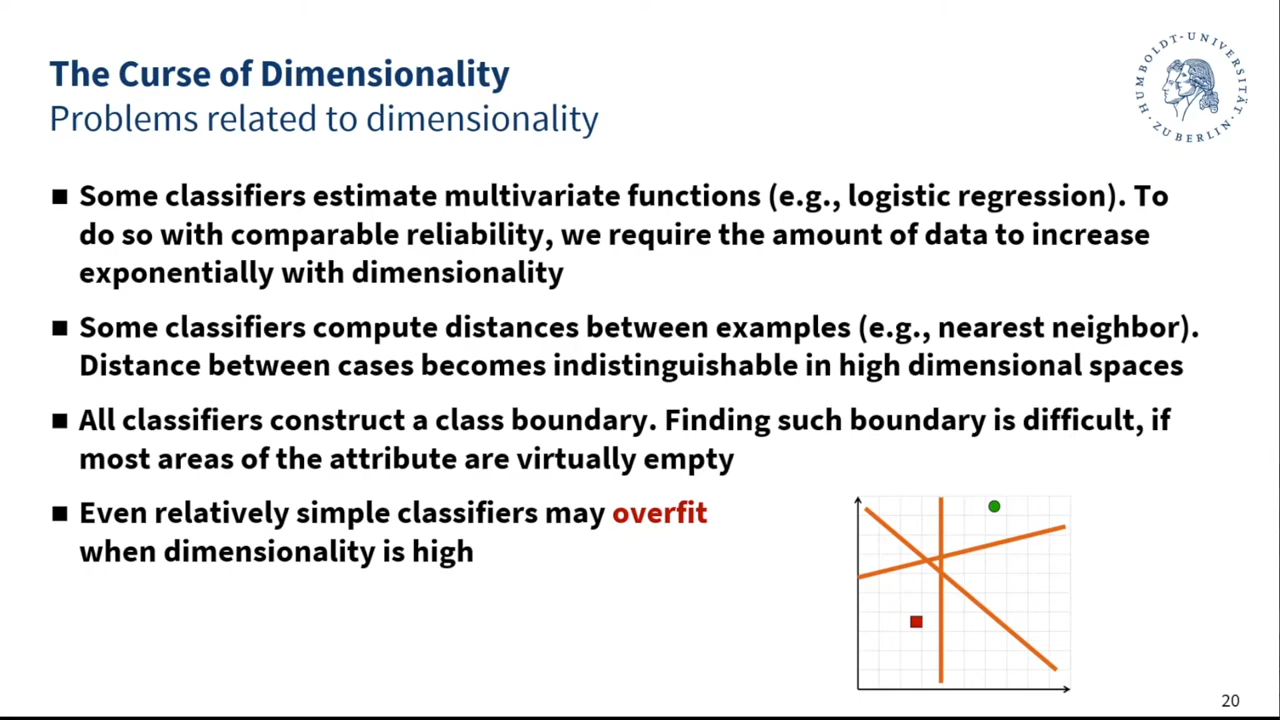 The Curse of Dimensionality
Problems related to dimensionality
HUMBOLDT-UNIVERSITÄT
· ZU BERLIN ·
■ Some classifiers estimate multivariate functions (e.g., logistic regression). To
do so with comparable reliability, we require the amount of data to increase
exponentially with dimensionality
■ Some classifiers compute distances between examples (e.g., nearest neighbor).
Distance between cases becomes indistinguishable in high dimensional spaces
■ All classifiers construct a class boundary. Finding such boundary is difficult, if
most areas of the attribute are virtually empty
■ Even relatively simple classifiers may overfit
when dimensionality is high
20